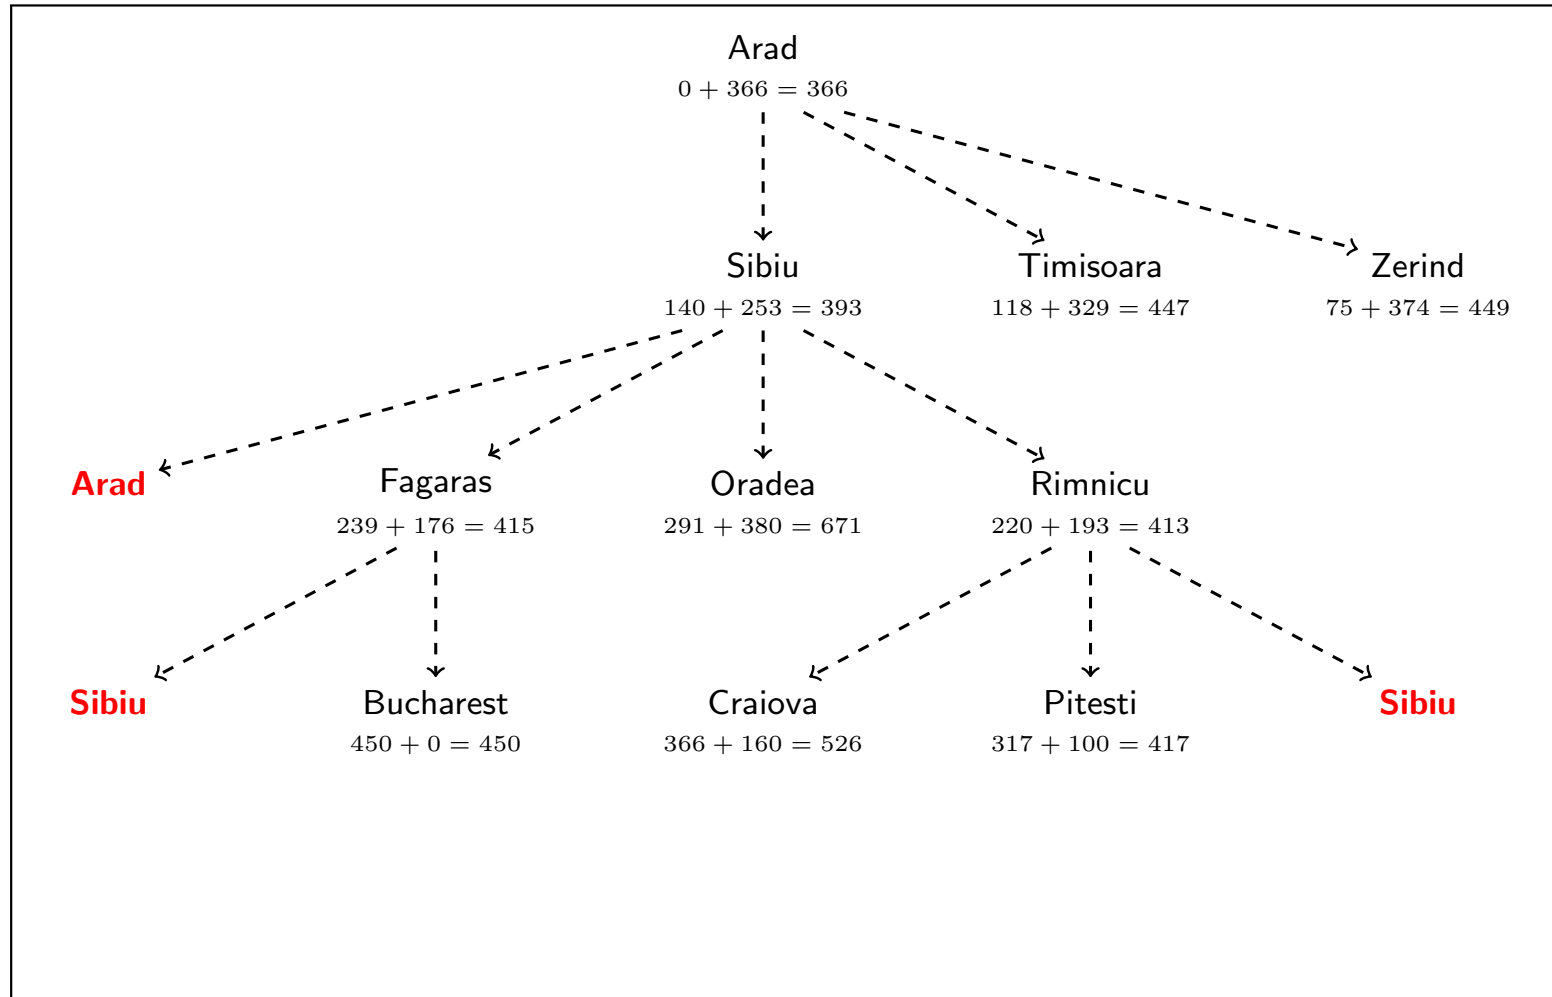 Arad
0 + 366 = 366
Sibiu Timisoara Zerind
140 + 253 = 393 118 + 329 = 447 75 + 374 = 449
Arad Fagaras Oradea Rimnicu
239 + 176 = 415 291 + 380 = 671 220 + 193 = 413
Sibiu Bucharest Craiova Pitesti Sibiu
450 + 0 = 450 366 + 160 = 526 317 + 100 = 417